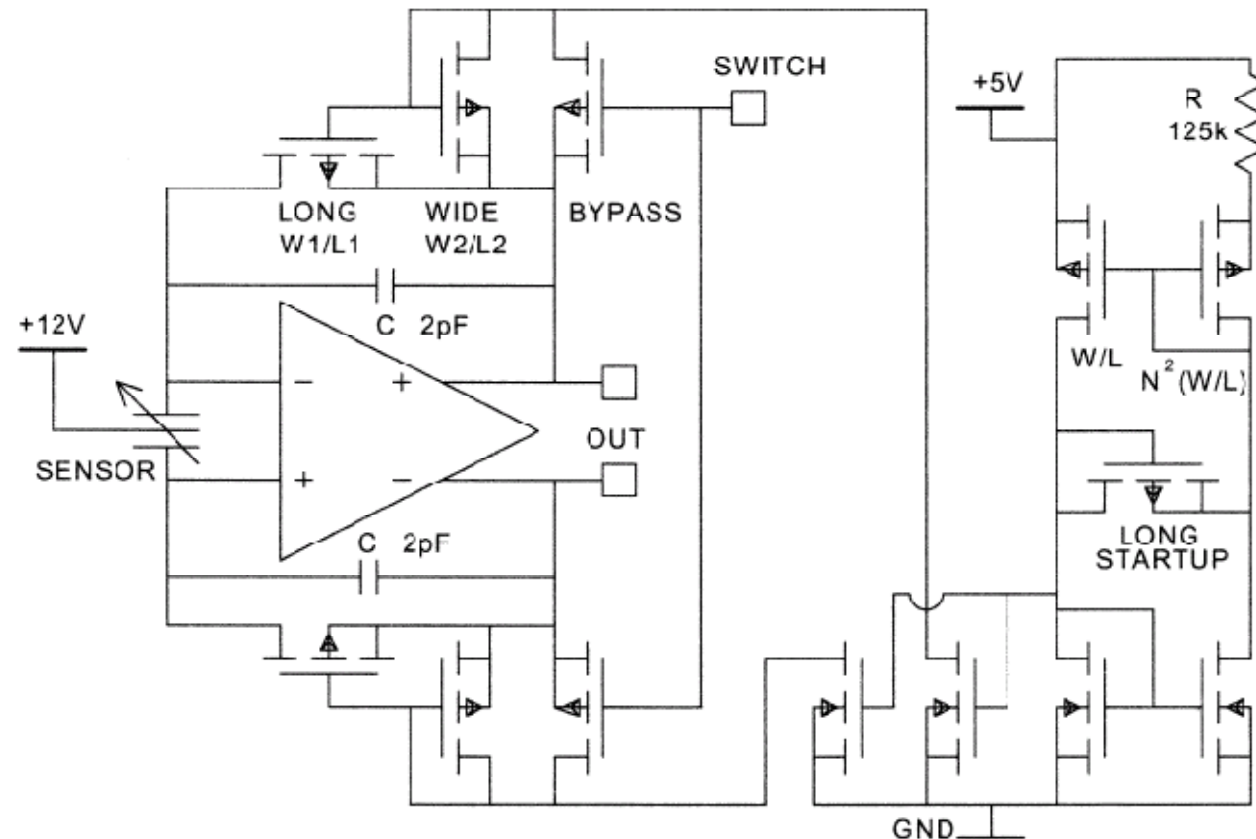 SWITCH
+5V
R
125k
LONG
W1/L1
WIDE
W2/L2
BYPASS
C 2pF
+12V
W/L
N²(W/L)
- +
OUT
SENSOR
+ -
LONG
STARTUP
C 2pF
GND